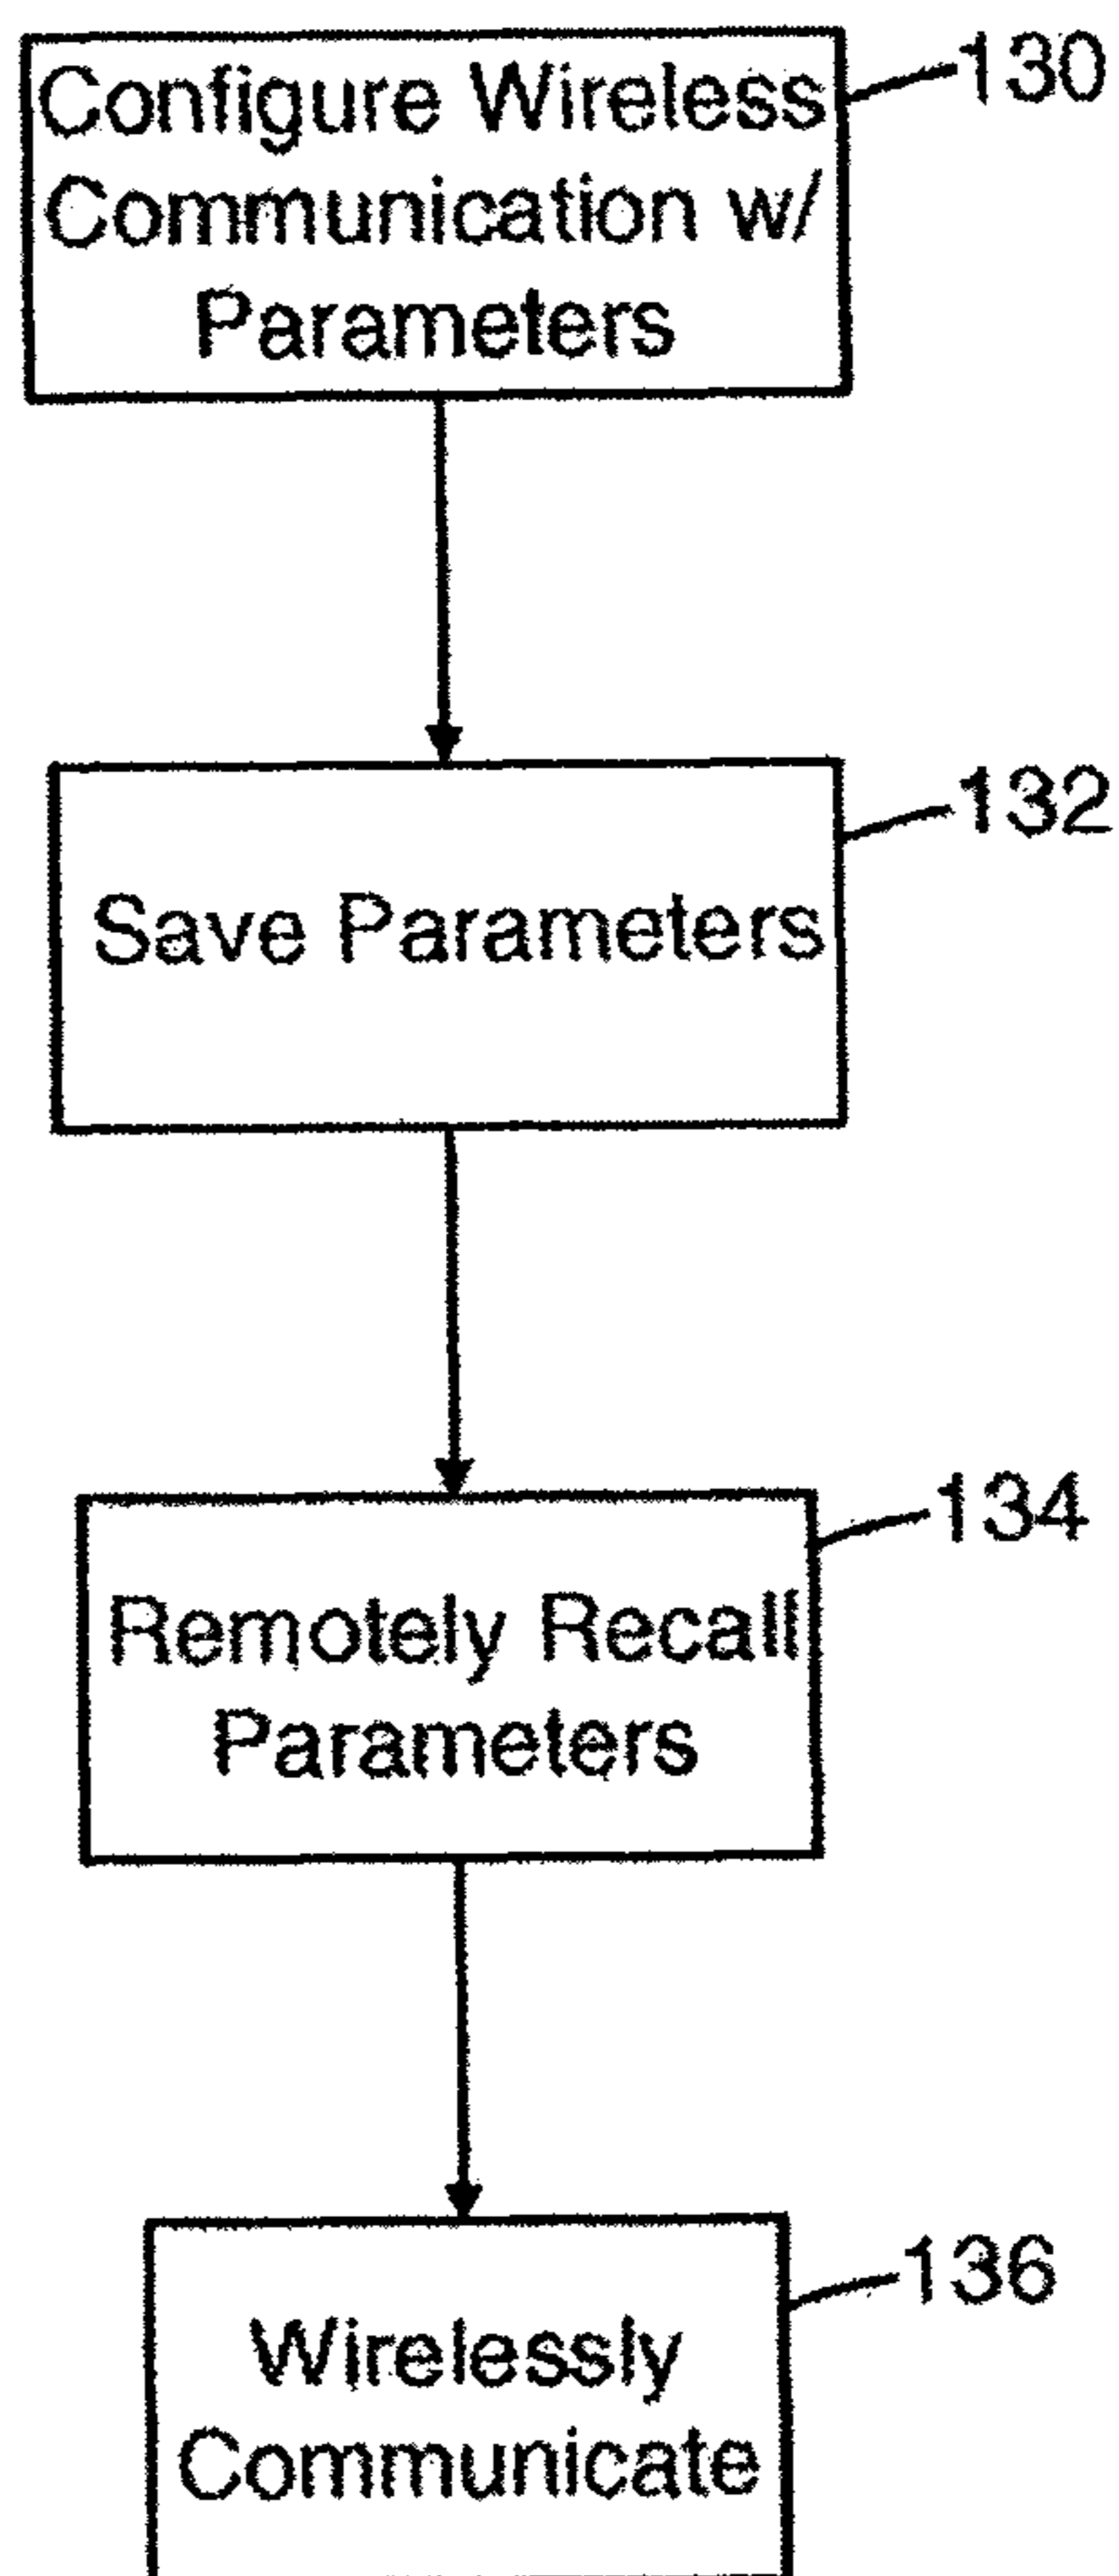 Configure Wireless
Communication w/
Parameters
130
Save Parameters
132
Remotely Recall
Parameters
134
Wirelessly
Communicate
136